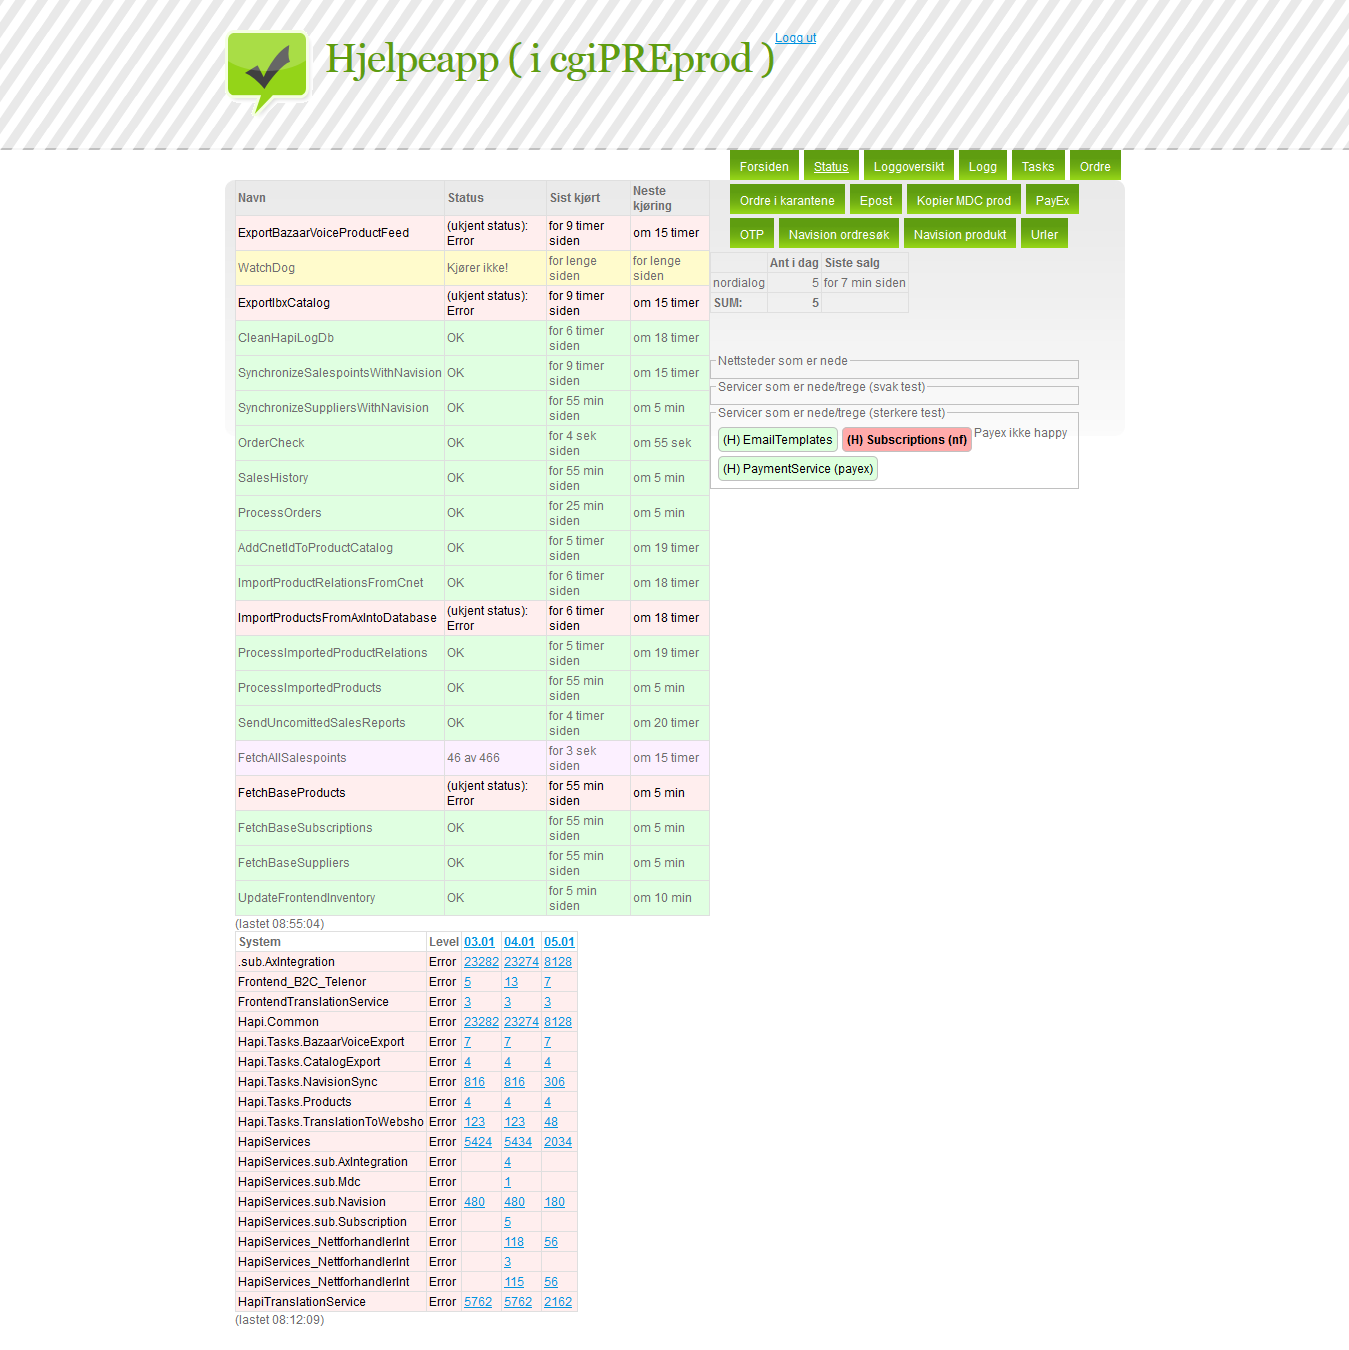 Hjelpeapp ( i cgiPREprod )
Logg ut
Forsiden Status Loggoversikt Logg Tasks Ordre
Ordre i karantene Epost Kopier MDC prod PayEx
OTP Navision ordresøk Navision produkt Urler
Navn Status Sist kjørt Neste kjøring
ExportBazaarVoiceProductFeed (ukjent status): Error for 9 timer siden om 15 timer
WatchDog Kjører ikke! for lenge siden for lenge siden
ExportIbxCatalog (ukjent status): Error for 9 timer siden om 15 timer
CleanHapiLogDb OK for 6 timer siden om 18 timer
SynchronizeSalespointsWithNavision OK for 9 timer siden om 15 timer
SynchronizeSuppliersWithNavision OK for 55 min siden om 5 min
OrderCheck OK for 4 sek siden om 55 sek
SalesHistory OK for 55 min siden om 5 min
ProcessOrders OK for 25 min siden om 5 min
AddCnetIdToProductCatalog OK for 5 timer siden om 19 timer
ImportProductRelationsFromCnet OK for 6 timer siden om 18 timer
ImportProductsFromAxIntoDatabase (ukjent status): Error for 6 timer siden om 18 timer
ProcessImportedProductRelations OK for 5 timer siden om 19 timer
ProcessImportedProducts OK for 55 min siden om 5 min
SendUncomittedSalesReports OK for 4 timer siden om 20 timer
FetchAllSalespoints 46 av 466 for 3 sek siden om 15 timer
FetchBaseProducts (ukjent status): Error for 55 min siden om 5 min
FetchBaseSubscriptions OK for 55 min siden om 5 min
FetchBaseSuppliers OK for 55 min siden om 5 min
UpdateFrontendInventory OK for 5 min siden om 10 min
(lastet 08:55:04)
Ant i dag Siste salg
nordialog 5 for 7 min siden
SUM: 5
Nettsteder som er nede
Servicer som er nede/trege (svak test)
Servicer som er nede/trege (sterkere test)
(H) EmailTemplates (H) Subscriptions (nf) Payex ikke happy
(H) PaymentService (payex)
System Level 03.01 04.01 05.01
.sub.AxIntegration Error 23282 23274 8128
Frontend_B2C_Telenor Error 5 13 7
FrontendTranslationService Error 3 3 3
Hapi.Common Error 23282 23274 8128
Hapi.Tasks.BazaarVoiceExport Error 7 7 7
Hapi.Tasks.CatalogExport Error 4 4 4
Hapi.Tasks.NavisionSync Error 816 816 306
Hapi.Tasks.Products Error 4 4 4
Hapi.Tasks.TranslationToWebsho Error 123 123 48
HapiServices Error 5424 5434 2034
HapiServices.sub.AxIntegration Error 4
HapiServices.sub.Mdc Error 1
HapiServices.sub.Navision Error 480 480 180
HapiServices.sub.Subscription Error 5
HapiServices_NettforhandlerInt Error 118 56
HapiServices_NettforhandlerInt Error 3
HapiServices_NettforhandlerInt Error 115 56
HapiTranslationService Error 5762 5762 2162
(lastet 08:12:09)